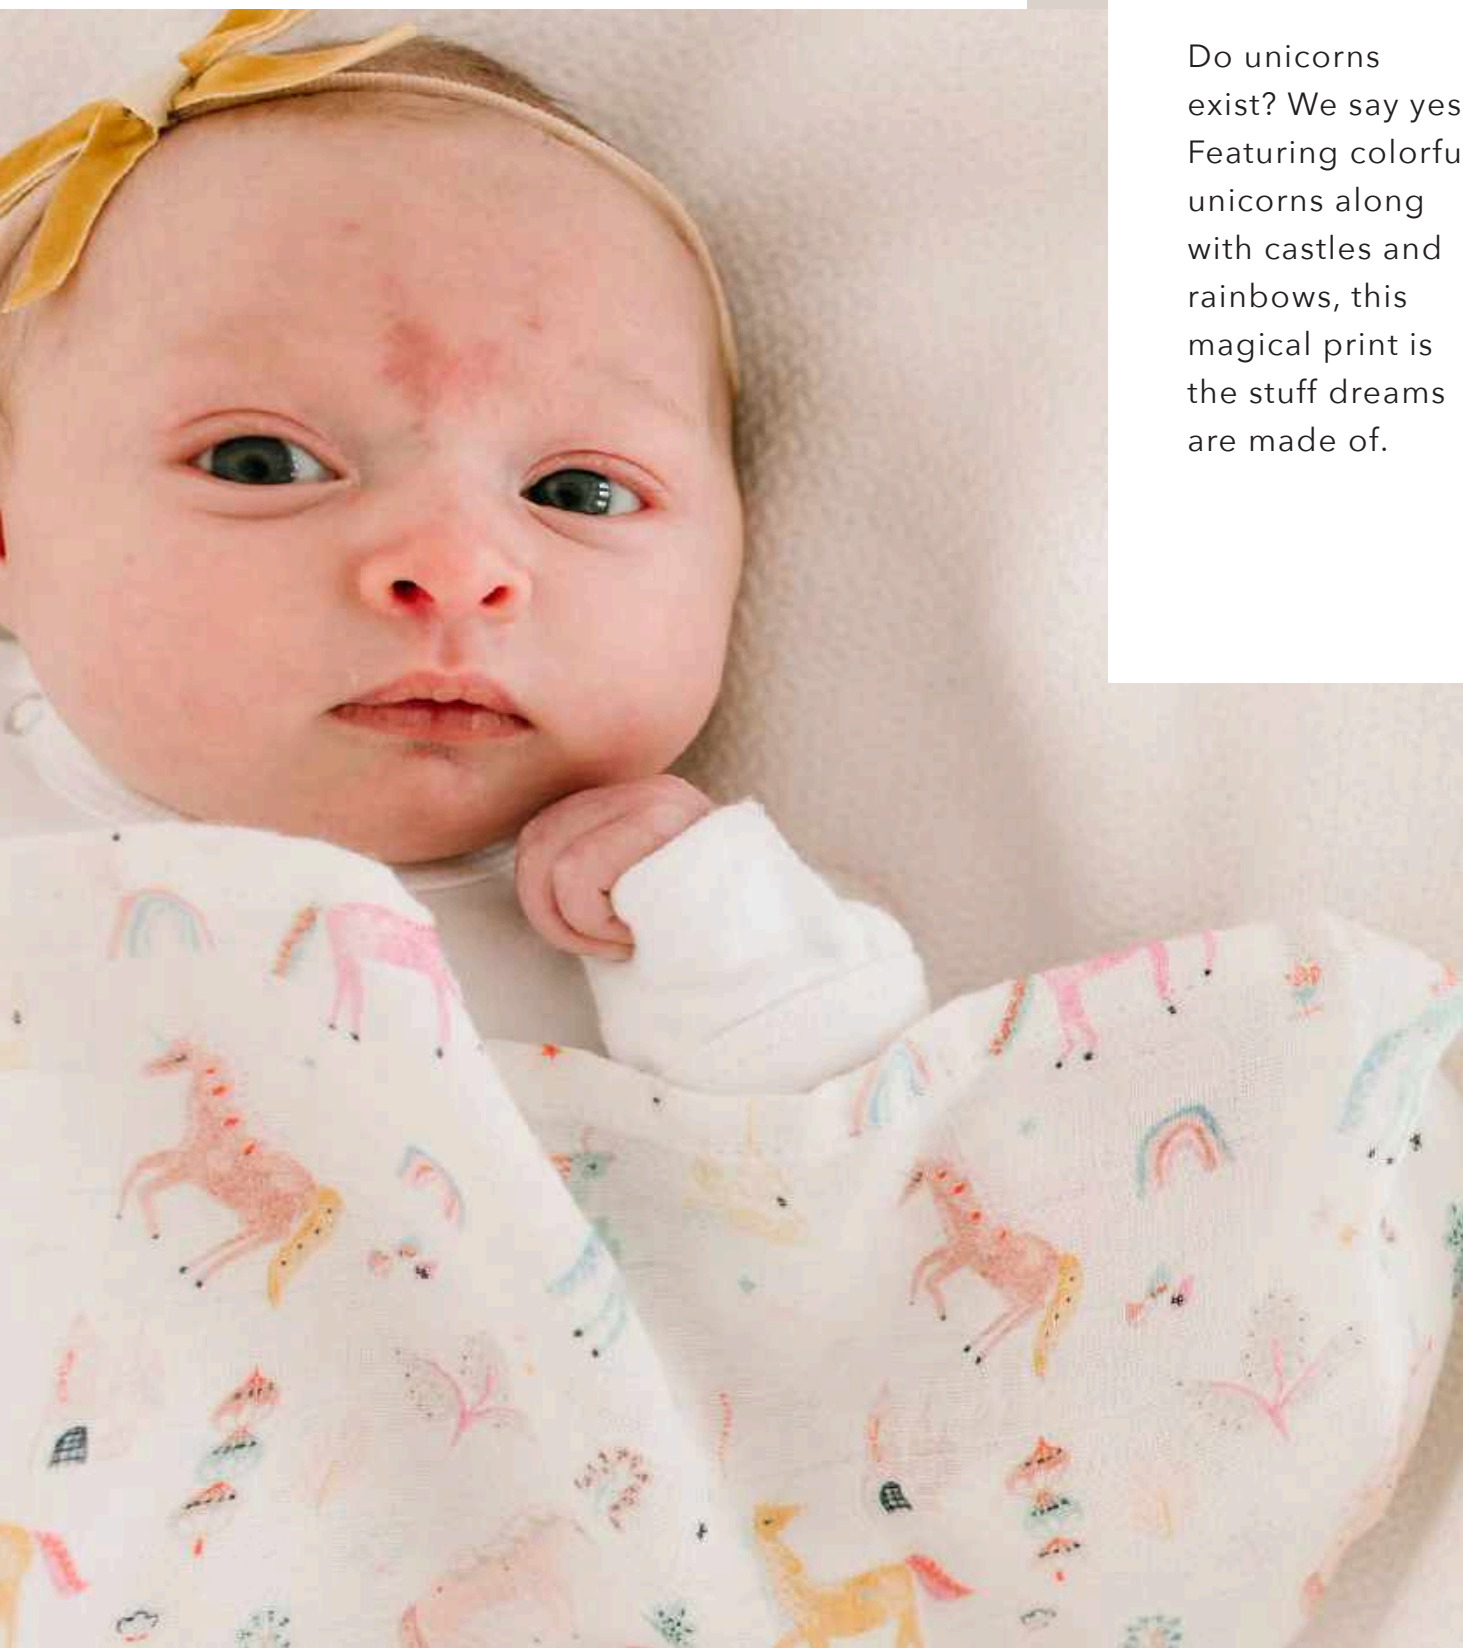 Do unicorns
exist? We say yes
Featuring colorfu
unicorns along
with castles and
rainbows, this
magical print is
the stuff dreams
are made of.